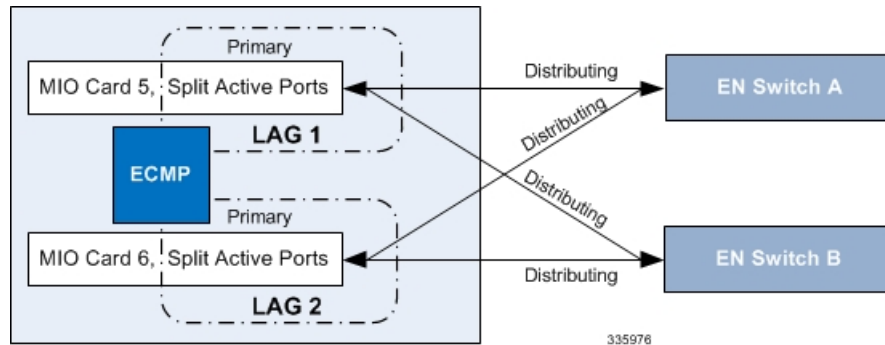 Primary
MIO Card 5, Split Active Ports
LAG 1
ECMP
Primary
MIO Card 6, Split Active Ports
LAG 2
Distributing
Distributing
Distributing
Distributing
EN Switch A
EN Switch B
335976